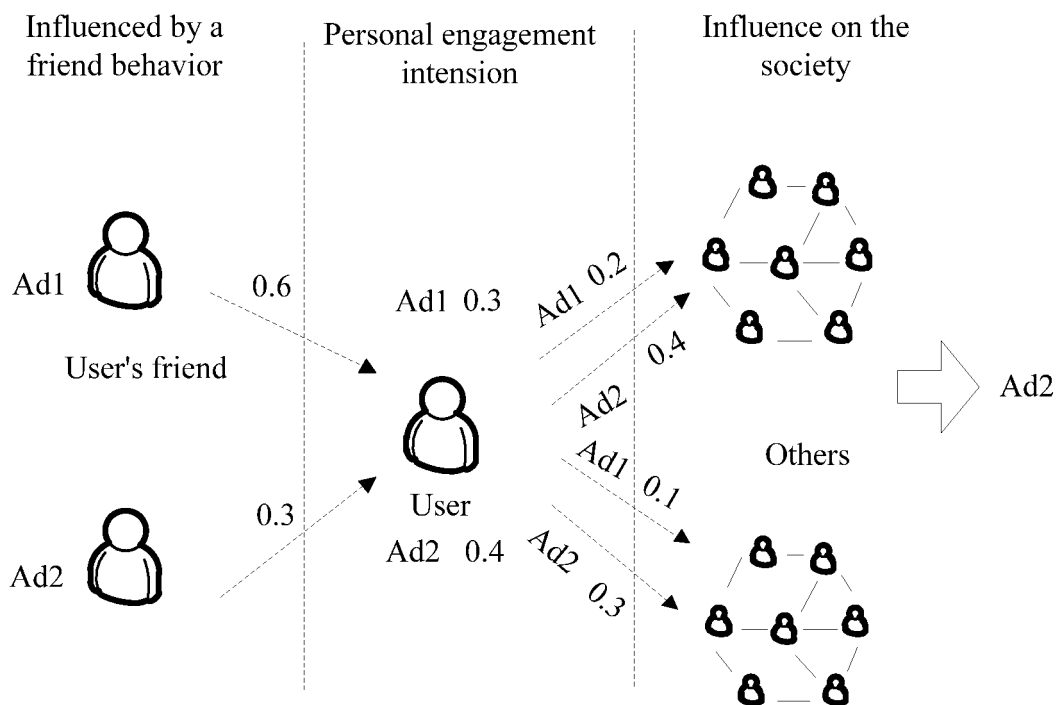 Influenced by a
friend behavior
Personal engagement
intension
Influence on the
society
Ad1
0.6
User's friend
Ad2
0.3
Ad1 0.3
User
Ad2 0.4
Ad1 0.2
Ad2 0.4
Ad1 0.1
Ad2 0.3
Others
Ad2